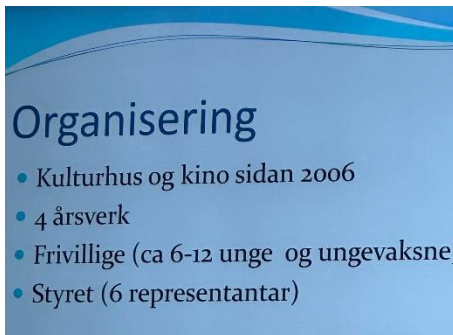 Organisering
Kulturhus og kino sidan 2006
4 årsverk
Frivillige (ca 6-12 unge og ungevaksne
Styret (6 representantar)